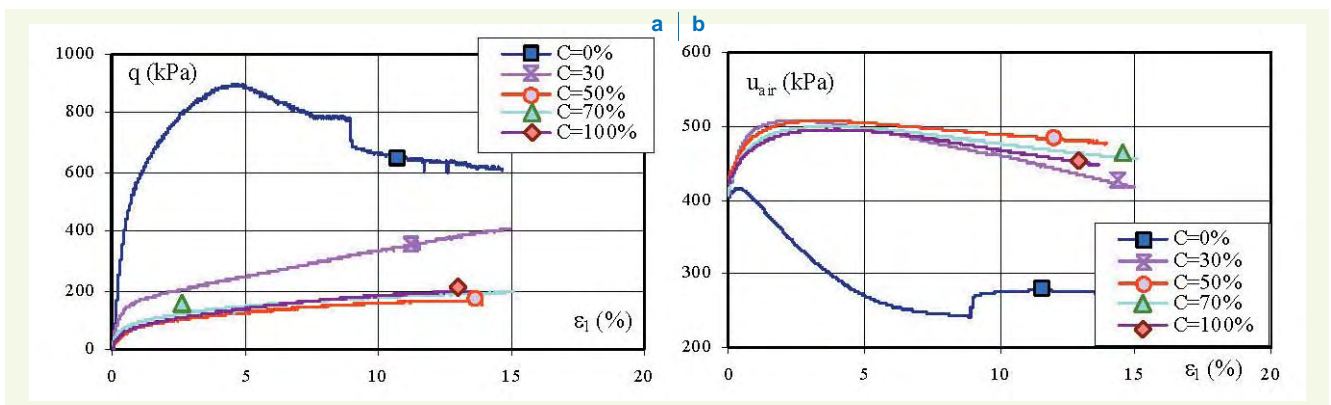 a | b
1000
800
600
400
200
0
q (kPa)
C=0%
C=30
C=50%
C=70%
C=100%
ε₁ (%)
0 5 10 15 20
600
500
400
300
200
u_air (kPa)
C=0%
C=30%
C=50%
C=70%
C=100%
ε₁ (%)
0 5 10 15 20